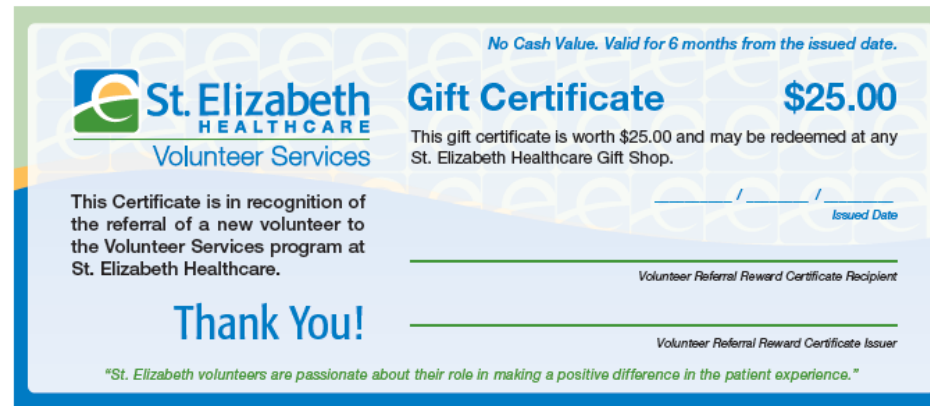 No Cash Value. Valid for 6 months from the issued date.
St. Elizabeth
HEALTHCARE
Volunteer Services
Gift Certificate $25.00
This gift certificate is worth $25.00 and may be redeemed at any
St. Elizabeth Healthcare Gift Shop.
This Certificate is in recognition of
the referral of a new volunteer to
the Volunteer Services program at
St. Elizabeth Healthcare.
Thank You!
________ / _______ / ________
Issued Date
Volunteer Referral Reward Certificate Recipient
Volunteer Referral Reward Certificate Issuer
“St. Elizabeth volunteers are passionate about their role in making a positive difference in the patient experience.”